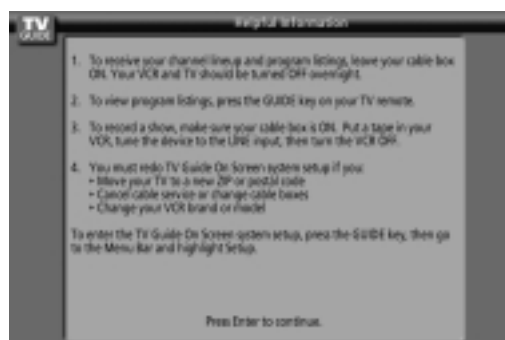 TV
GUIDE
Helpful Information
1. To receive your channel lineup and program listings, leave your cable box
ON. Your VCR and TV should be turned OFF overnight.
2. To view program listings, press the GUIDE key on your TV remote.
3. To record a show, make sure your cable box is ON. Put a tape in your
VCR, tune the device to the LINE input, then turn the VCR OFF.
4. You must redo TV Guide On Screen system setup if you:
• Move your TV to a new ZIP or postal code
• Cancel cable service or change cable boxes
• Change your VCR brand or model
To enter the TV Guide On Screen system setup, press the GUIDE key, then go
to the Menu Bar and highlight Setup.
Press Enter to continue.